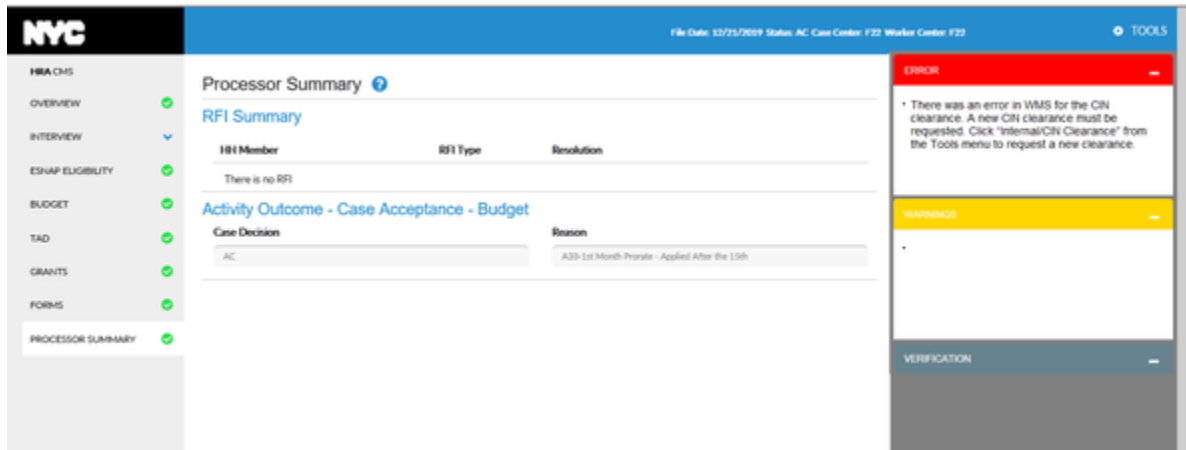 NYC
File Date: 12/21/2019 Status: AC Case Center: F22 Worker Center: F22
TOOLS
HRA CMS
OVERVIEW
INTERVIEW
ESNAP ELIGIBILITY
BUDGET
TAD
GRANTS
FORMS
PROCESSOR SUMMARY
Processor Summary ?
RFI Summary
HH Member RFI Type Resolution
There is no RFI
Activity Outcome - Case Acceptance - Budget
Case Decision Reason
AC A33-1st Month Prorate - Applied After the 15th
ERROR
• There was an error in WMS for the CIN
clearance. A new CIN clearance must be
requested. Click "Internal/CIN Clearance" from
the Tools menu to request a new clearance.
WARNINGS
VERIFICATION